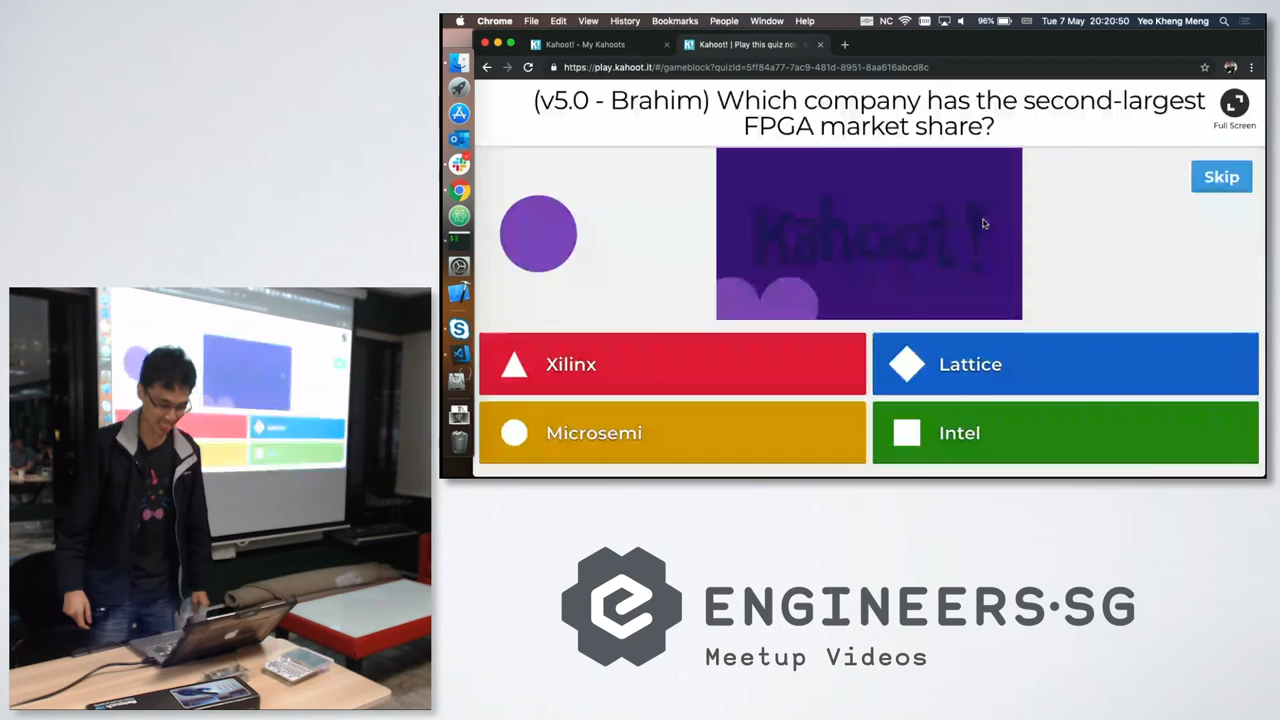 Chrome File Edit View History Bookmarks People Window Help NC 96% Tue 7 May 20:20:50 Yeo Kheng Meng
Kahoot! - My Kahoots
Kahoot! | Play this quiz no
https://play.kahoot.it/#/gameblock?quizId=5ff84a77-7ac9-481d-8951-8aa616abcd8c
(v5.0 - Brahim) Which company has the second-largest
FPGA market share?
Full Screen
Skip
Kahoot!
Xilinx
Lattice
Microsemi
Intel
ENGINEERS·SG
Meetup Videos